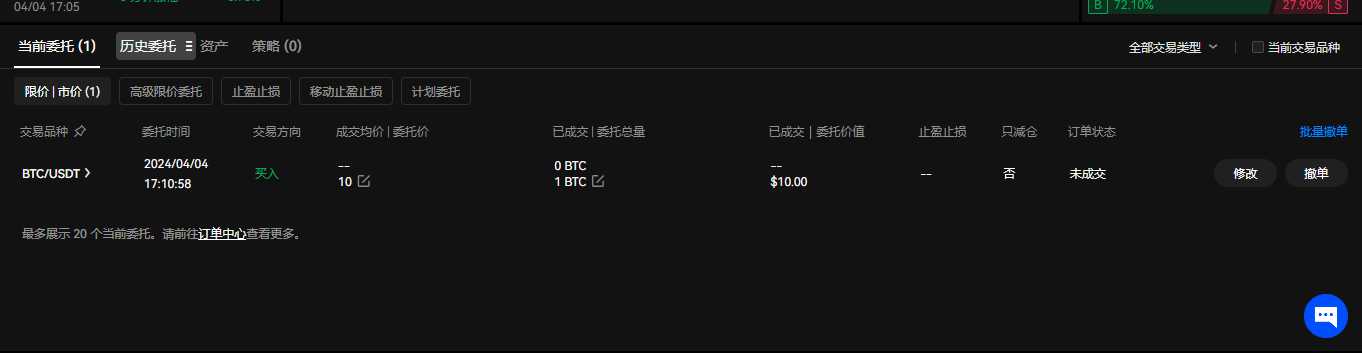 04/04 17:05
B 72.10% 27.90% S
当前委托 (1) 历史委托 资产 策略 (0) 全部交易类型 当前交易品种
限价 | 市价 (1) 高级限价委托 止盈止损 移动止盈止损 计划委托
交易品种 委托时间 交易方向 成交均价 | 委托价 已成交 | 委托总量 已成交 | 委托价值 止盈止损 只减仓 订单状态 批量撤单
2024/04/04 -- 0 BTC --
BTC/USDT 买入 -- 否 未成交 修改 撤单
17:10:58 10 1 BTC $10.00
最多展示 20 个当前委托。请前往订单中心查看更多。